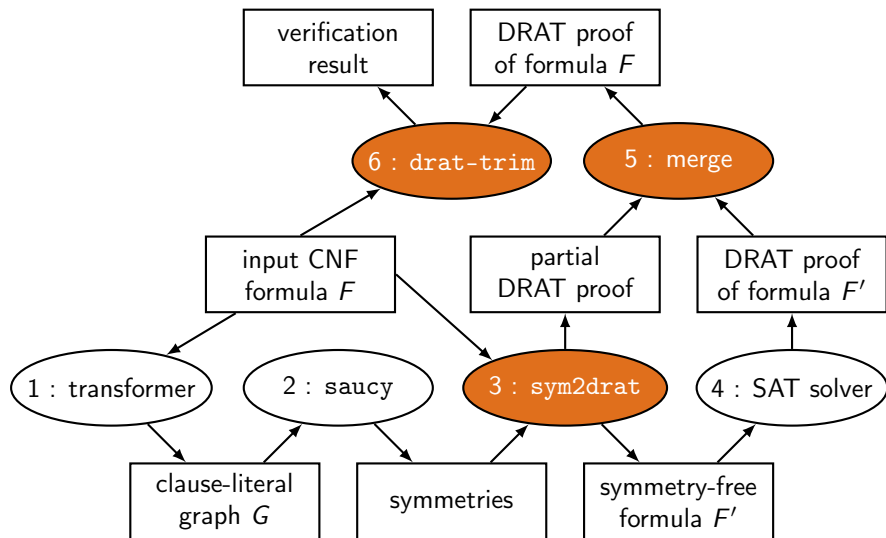 verification
result
DRAT proof
of formula F
6 : drat-trim
5 : merge
input CNF
formula F
partial
DRAT proof
DRAT proof
of formula F′
1 : transformer
2 : saucy
3 : sym2drat
4 : SAT solver
clause-literal
graph G
symmetries
symmetry-free
formula F′